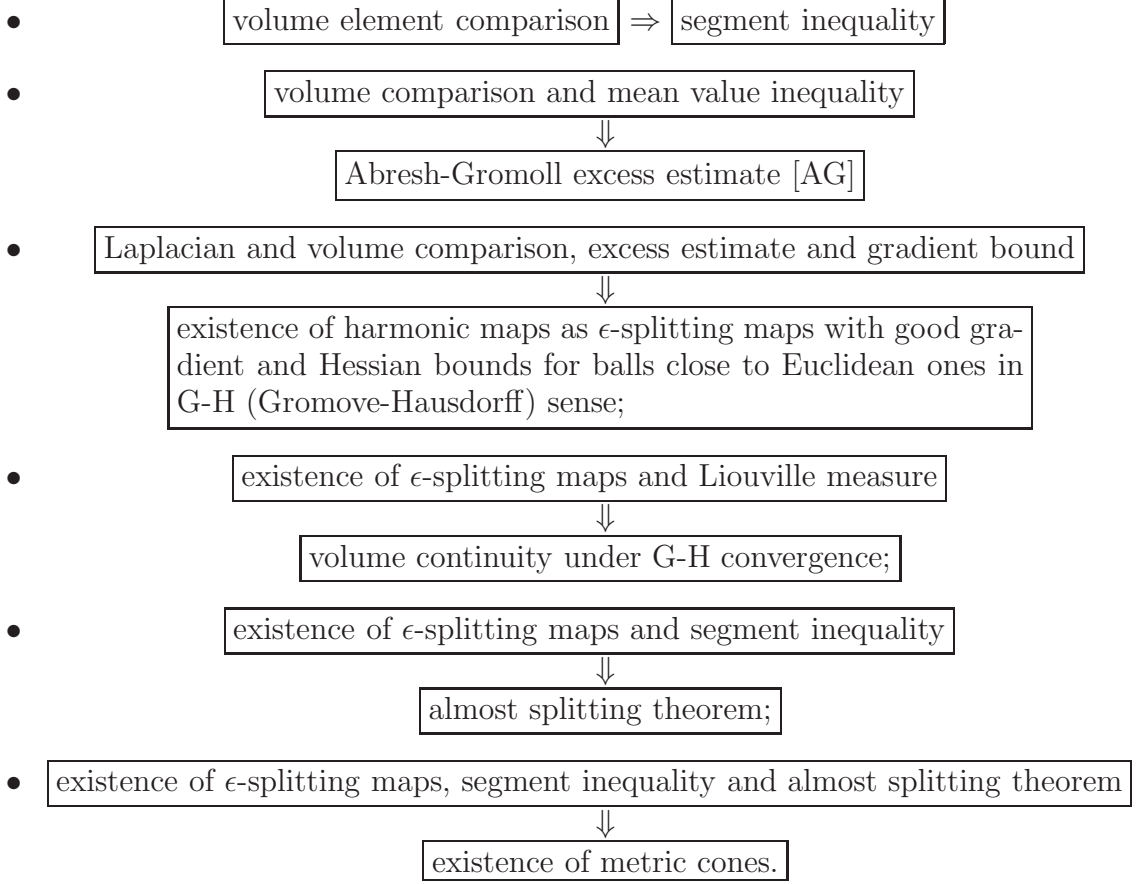 • volume element comparison ⇒ segment inequality
• volume comparison and mean value inequality
⇓
Abresh-Gromoll excess estimate [AG]
• Laplacian and volume comparison, excess estimate and gradient bound
⇓
existence of harmonic maps as ϵ-splitting maps with good gra-
dient and Hessian bounds for balls close to Euclidean ones in
G-H (Gromove-Hausdorff) sense;
• existence of ϵ-splitting maps and Liouville measure
⇓
volume continuity under G-H convergence;
• existence of ϵ-splitting maps and segment inequality
⇓
almost splitting theorem;
• existence of ϵ-splitting maps, segment inequality and almost splitting theorem
⇓
existence of metric cones.